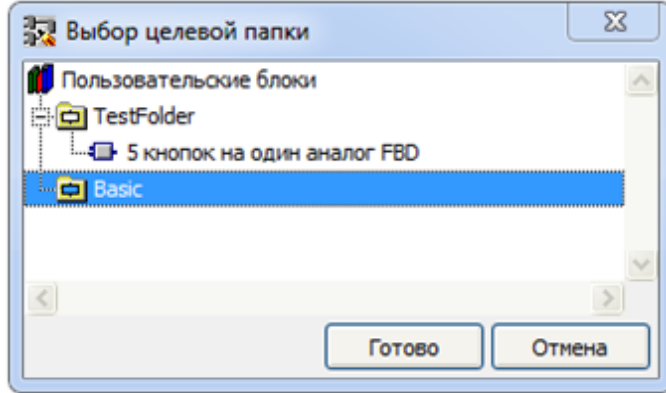 Выбор целевой папки
Пользовательские блоки
TestFolder
5 кнопок на один аналог FBD
Basic
Готово
Отмена